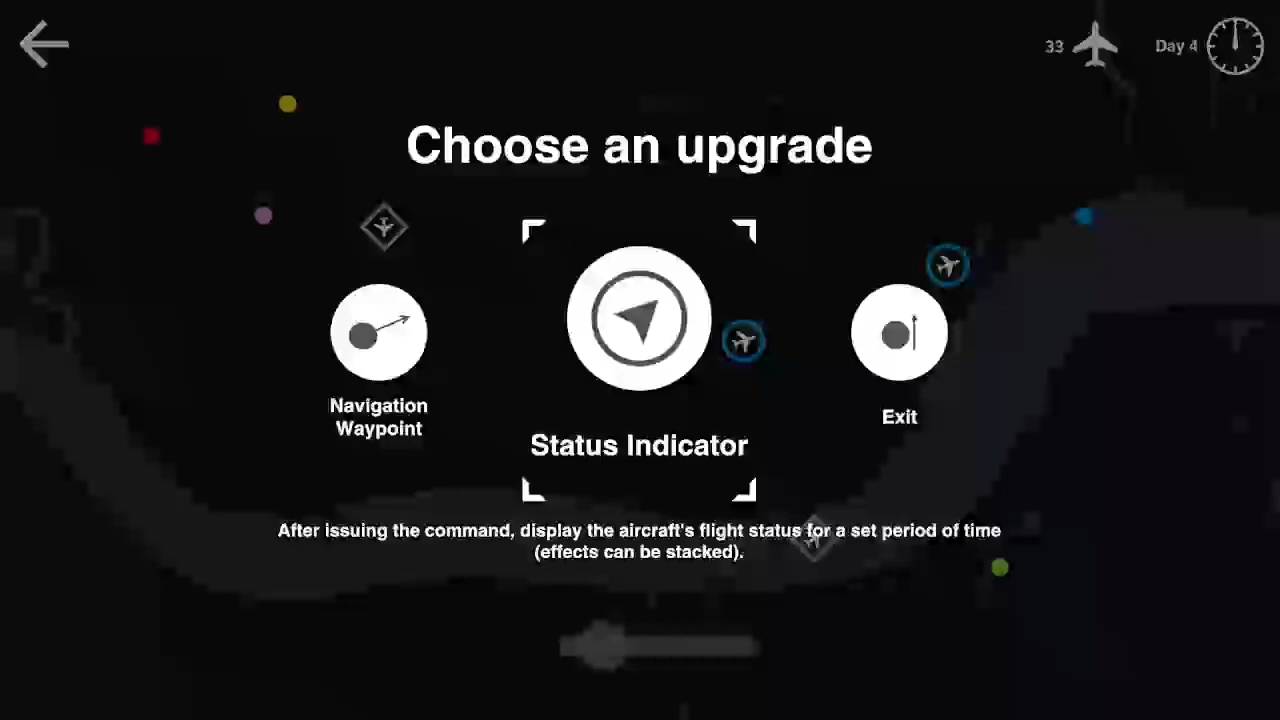 33
Day 4
Choose an upgrade
Navigation
Waypoint
Status Indicator
Exit
After issuing the command, display the aircraft's flight status for a set period of time
(effects can be stacked).